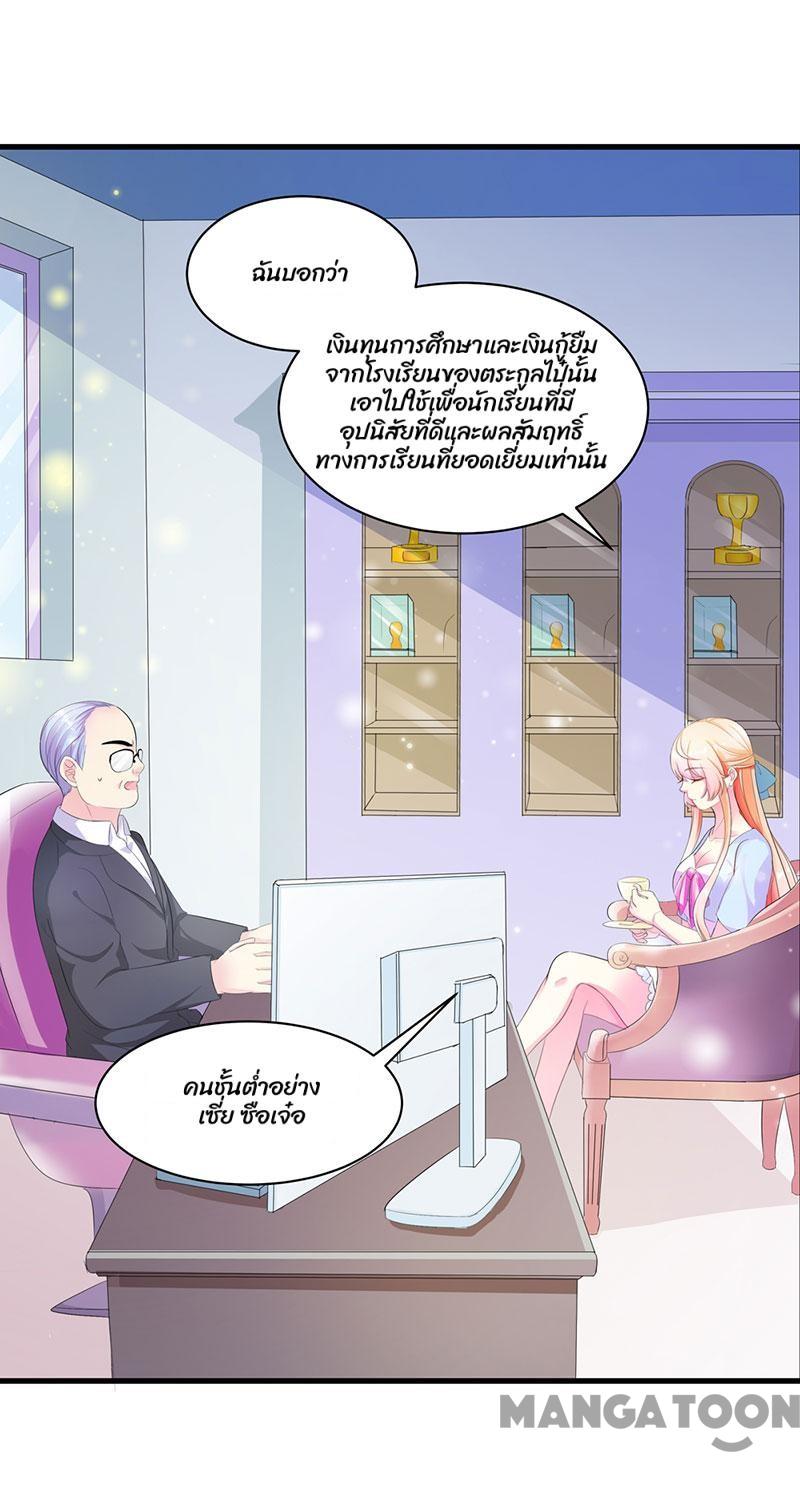 ฉันบอกว่า
เงินทุนการศึกษาและเงินกู้ยืม
จากโรงเรียนของตระกูลไป๋นั้น
เอาไปใช้เพื่อนักเรียนที่มี
อุปนิสัยที่ดีและผลสัมฤทธิ์
ทางการเรียนที่ยอดเยี่ยมเท่านั้น
คนชั้นต่ำอย่าง
เซี่ย ซือเจ๋อ
MANGATOON